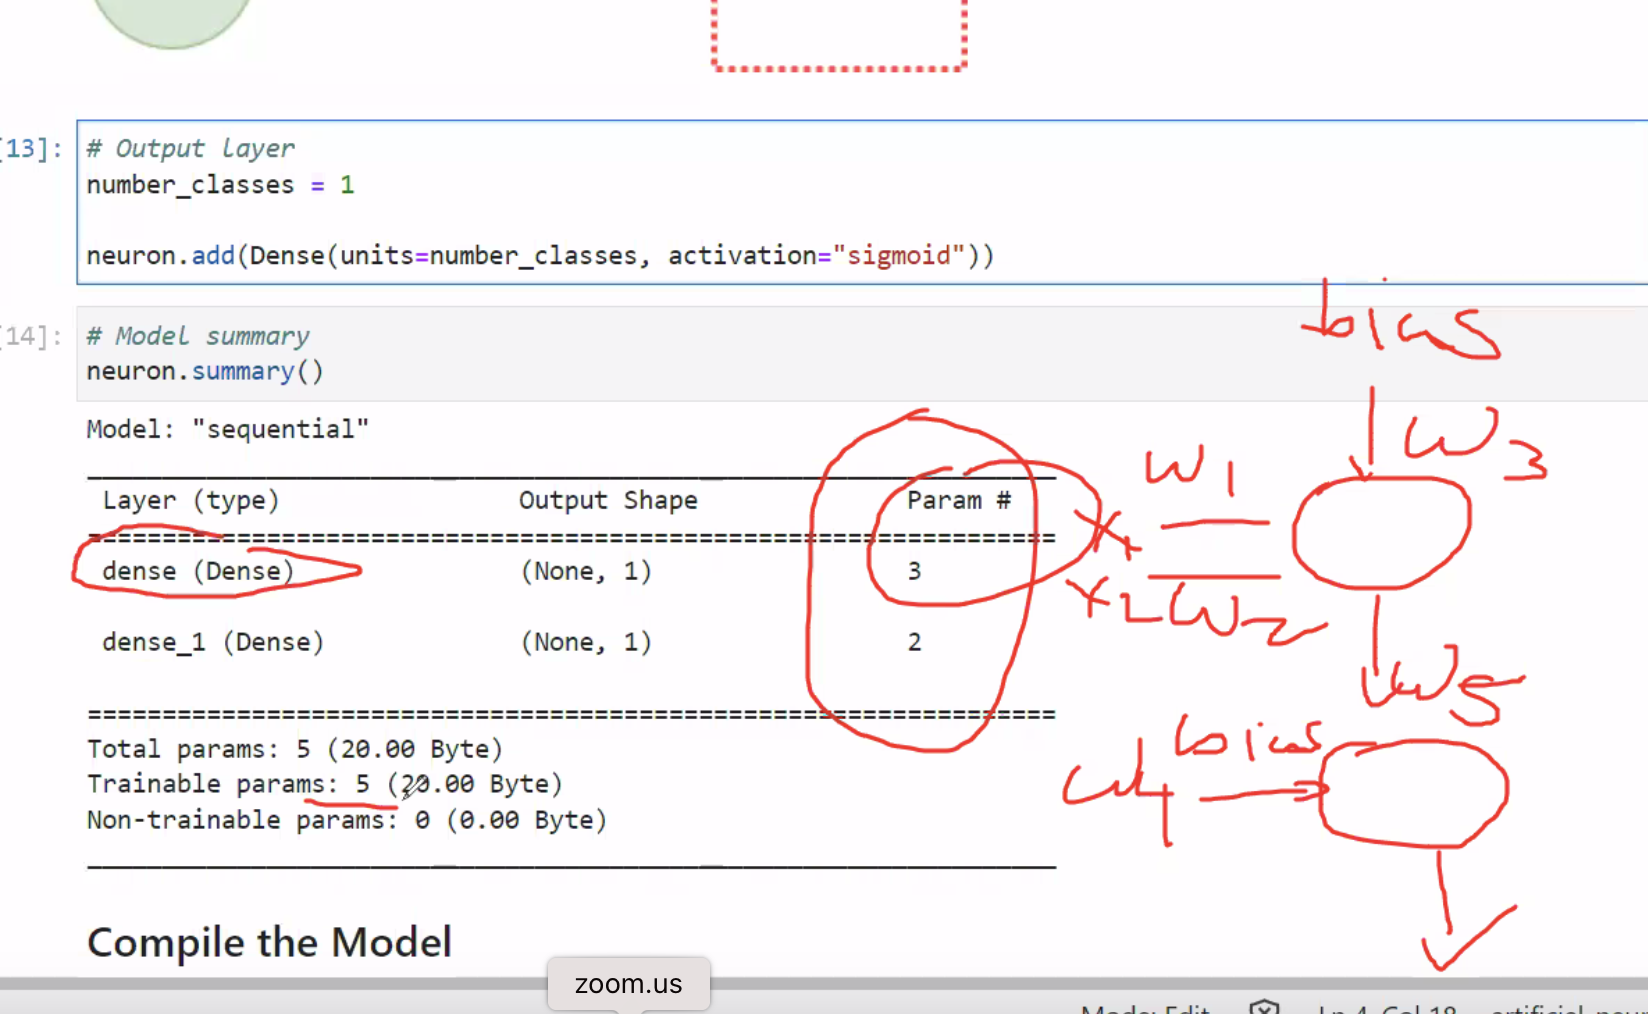 [13]:
# Output layer
number_classes = 1
neuron.add(Dense(units=number_classes, activation="sigmoid"))
[14]:
# Model summary
neuron.summary()
Model: "sequential"
Layer (type) Output Shape Param #
dense (Dense) (None, 1) 3
dense_1 (Dense) (None, 1) 2
Total params: 5 (20.00 Byte)
Trainable params: 5 (20.00 Byte)
Non-trainable params: 0 (0.00 Byte)
bias
w3
w1
x1
x2 w2
w5
bias
w4
Compile the Model
zoom.us
Mode: Edit Ln 4, Col 18